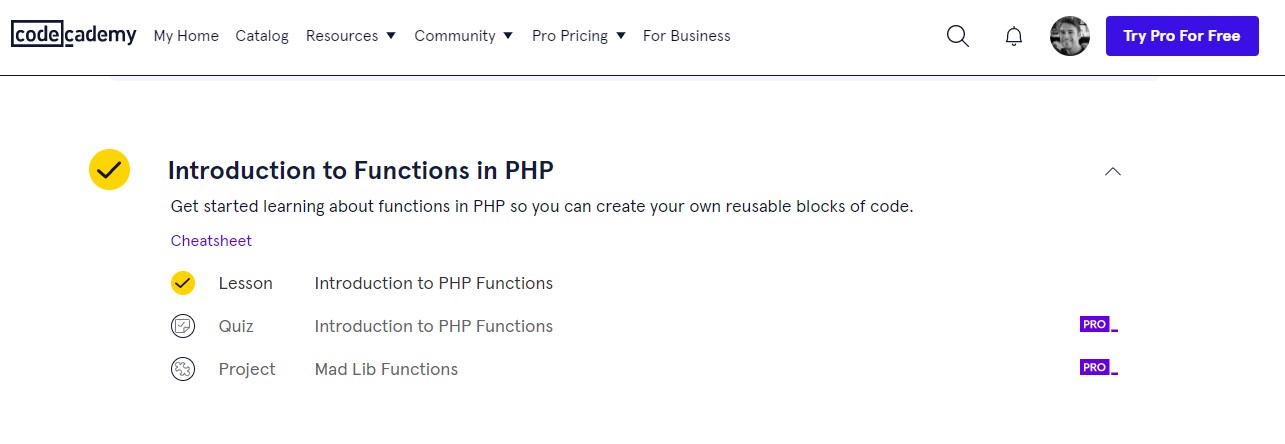 codecademy My Home Catalog Resources Community Pro Pricing For Business Try Pro For Free
Introduction to Functions in PHP
Get started learning about functions in PHP so you can create your own reusable blocks of code.
Cheatsheet
Lesson Introduction to PHP Functions
Quiz Introduction to PHP Functions PRO
Project Mad Lib Functions PRO